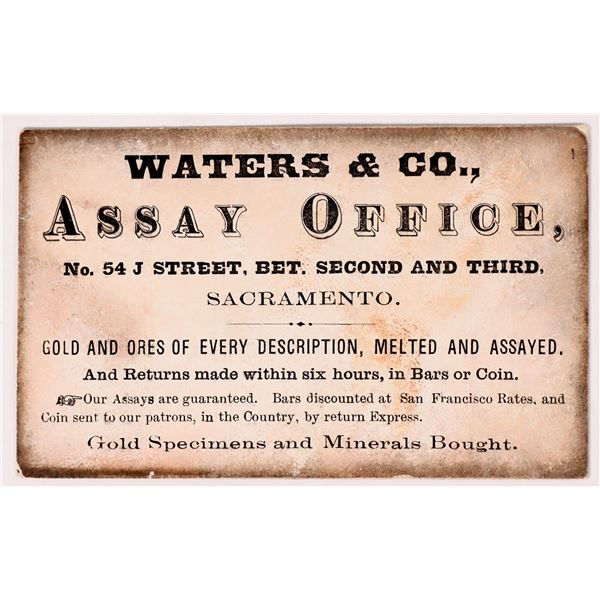 WATERS & CO.,
ASSAY OFFICE,
No. 54 J STREET, BET. SECOND AND THIRD,
SACRAMENTO.
GOLD AND ORES OF EVERY DESCRIPTION, MELTED AND ASSAYED.
And Returns made within six hours, in Bars or Coin.
☞Our Assays are guaranteed. Bars discounted at San Francisco Rates, and
Coin sent to our patrons, in the Country, by return Express.
Gold Specimens and Minerals Bought.